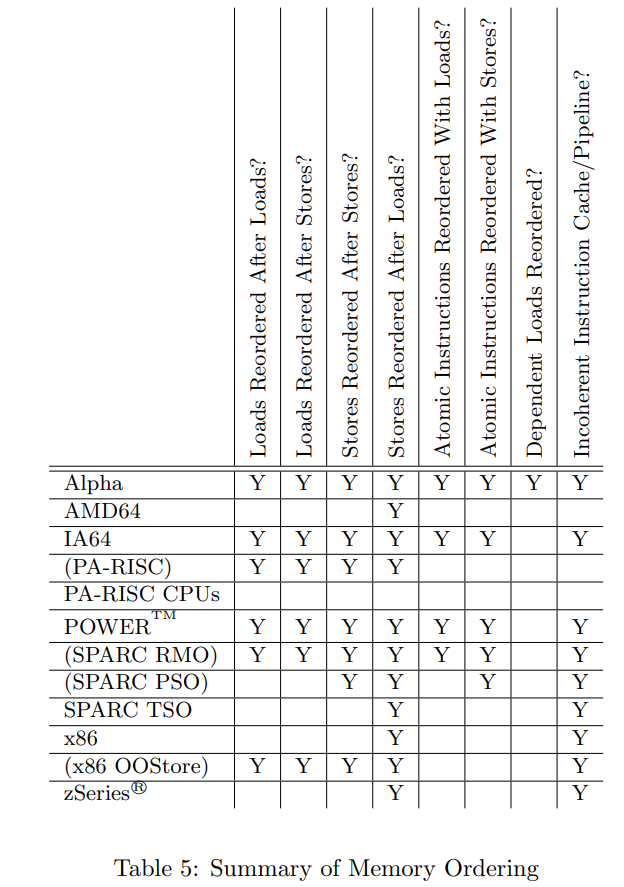 Loads Reordered After Loads?
Loads Reordered After Stores?
Stores Reordered After Stores?
Stores Reordered After Loads?
Atomic Instructions Reordered With Loads?
Atomic Instructions Reordered With Stores?
Dependent Loads Reordered?
Incoherent Instruction Cache/Pipeline?
Alpha Y Y Y Y Y Y Y Y
AMD64 Y
IA64 Y Y Y Y Y Y Y
(PA-RISC) Y Y Y Y
PA-RISC CPUs
POWER™ Y Y Y Y Y Y Y
(SPARC RMO) Y Y Y Y Y Y Y
(SPARC PSO) Y Y Y Y
SPARC TSO Y Y
x86 Y Y
(x86 OOStore) Y Y Y Y Y
zSeries® Y Y
Table 5: Summary of Memory Ordering